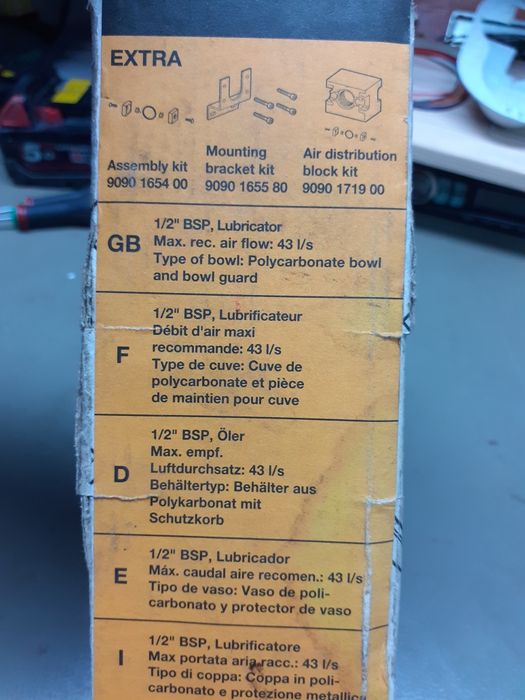 EXTRA
Assembly kit
9090 1654 00
Mounting
bracket kit
9090 1655 80
Air distribution
block kit
9090 1719 00
GB
1/2" BSP, Lubricator
Max. rec. air flow: 43 l/s
Type of bowl: Polycarbonate bowl
and bowl guard
F
1/2" BSP, Lubrificateur
Débit d'air maxi
recommande: 43 l/s
Type de cuve: Cuve de
polycarbonate et pièce
de maintien pour cuve
D
1/2" BSP, Öler
Max. empf.
Luftdurchsatz: 43 l/s
Behältertyp: Behälter aus
Polykarbonat mit
Schutzkorb
E
1/2" BSP, Lubricador
Máx. caudal aire recomen.: 43 l/s
Tipo de vaso: Vaso de poli-
carbonato y protector de vaso
I
1/2" BSP, Lubrificatore
Max portata aria racc.: 43 l/s
Tipo di coppa: Coppa in poli-
carbonato e protezione metallica